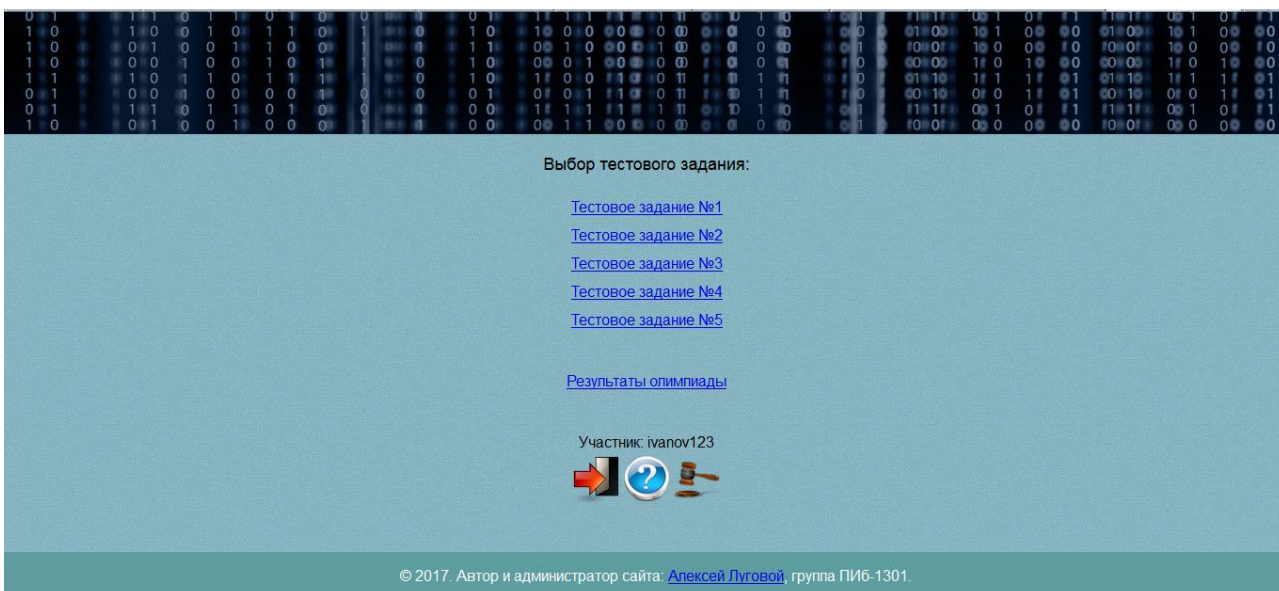 Выбор тестового задания:
Тестовое задание №1
Тестовое задание №2
Тестовое задание №3
Тестовое задание №4
Тестовое задание №5
Результаты олимпиады
Участник: ivanov123
?
© 2017. Автор и администратор сайта: Алексей Луговой, группа ПИб-1301.